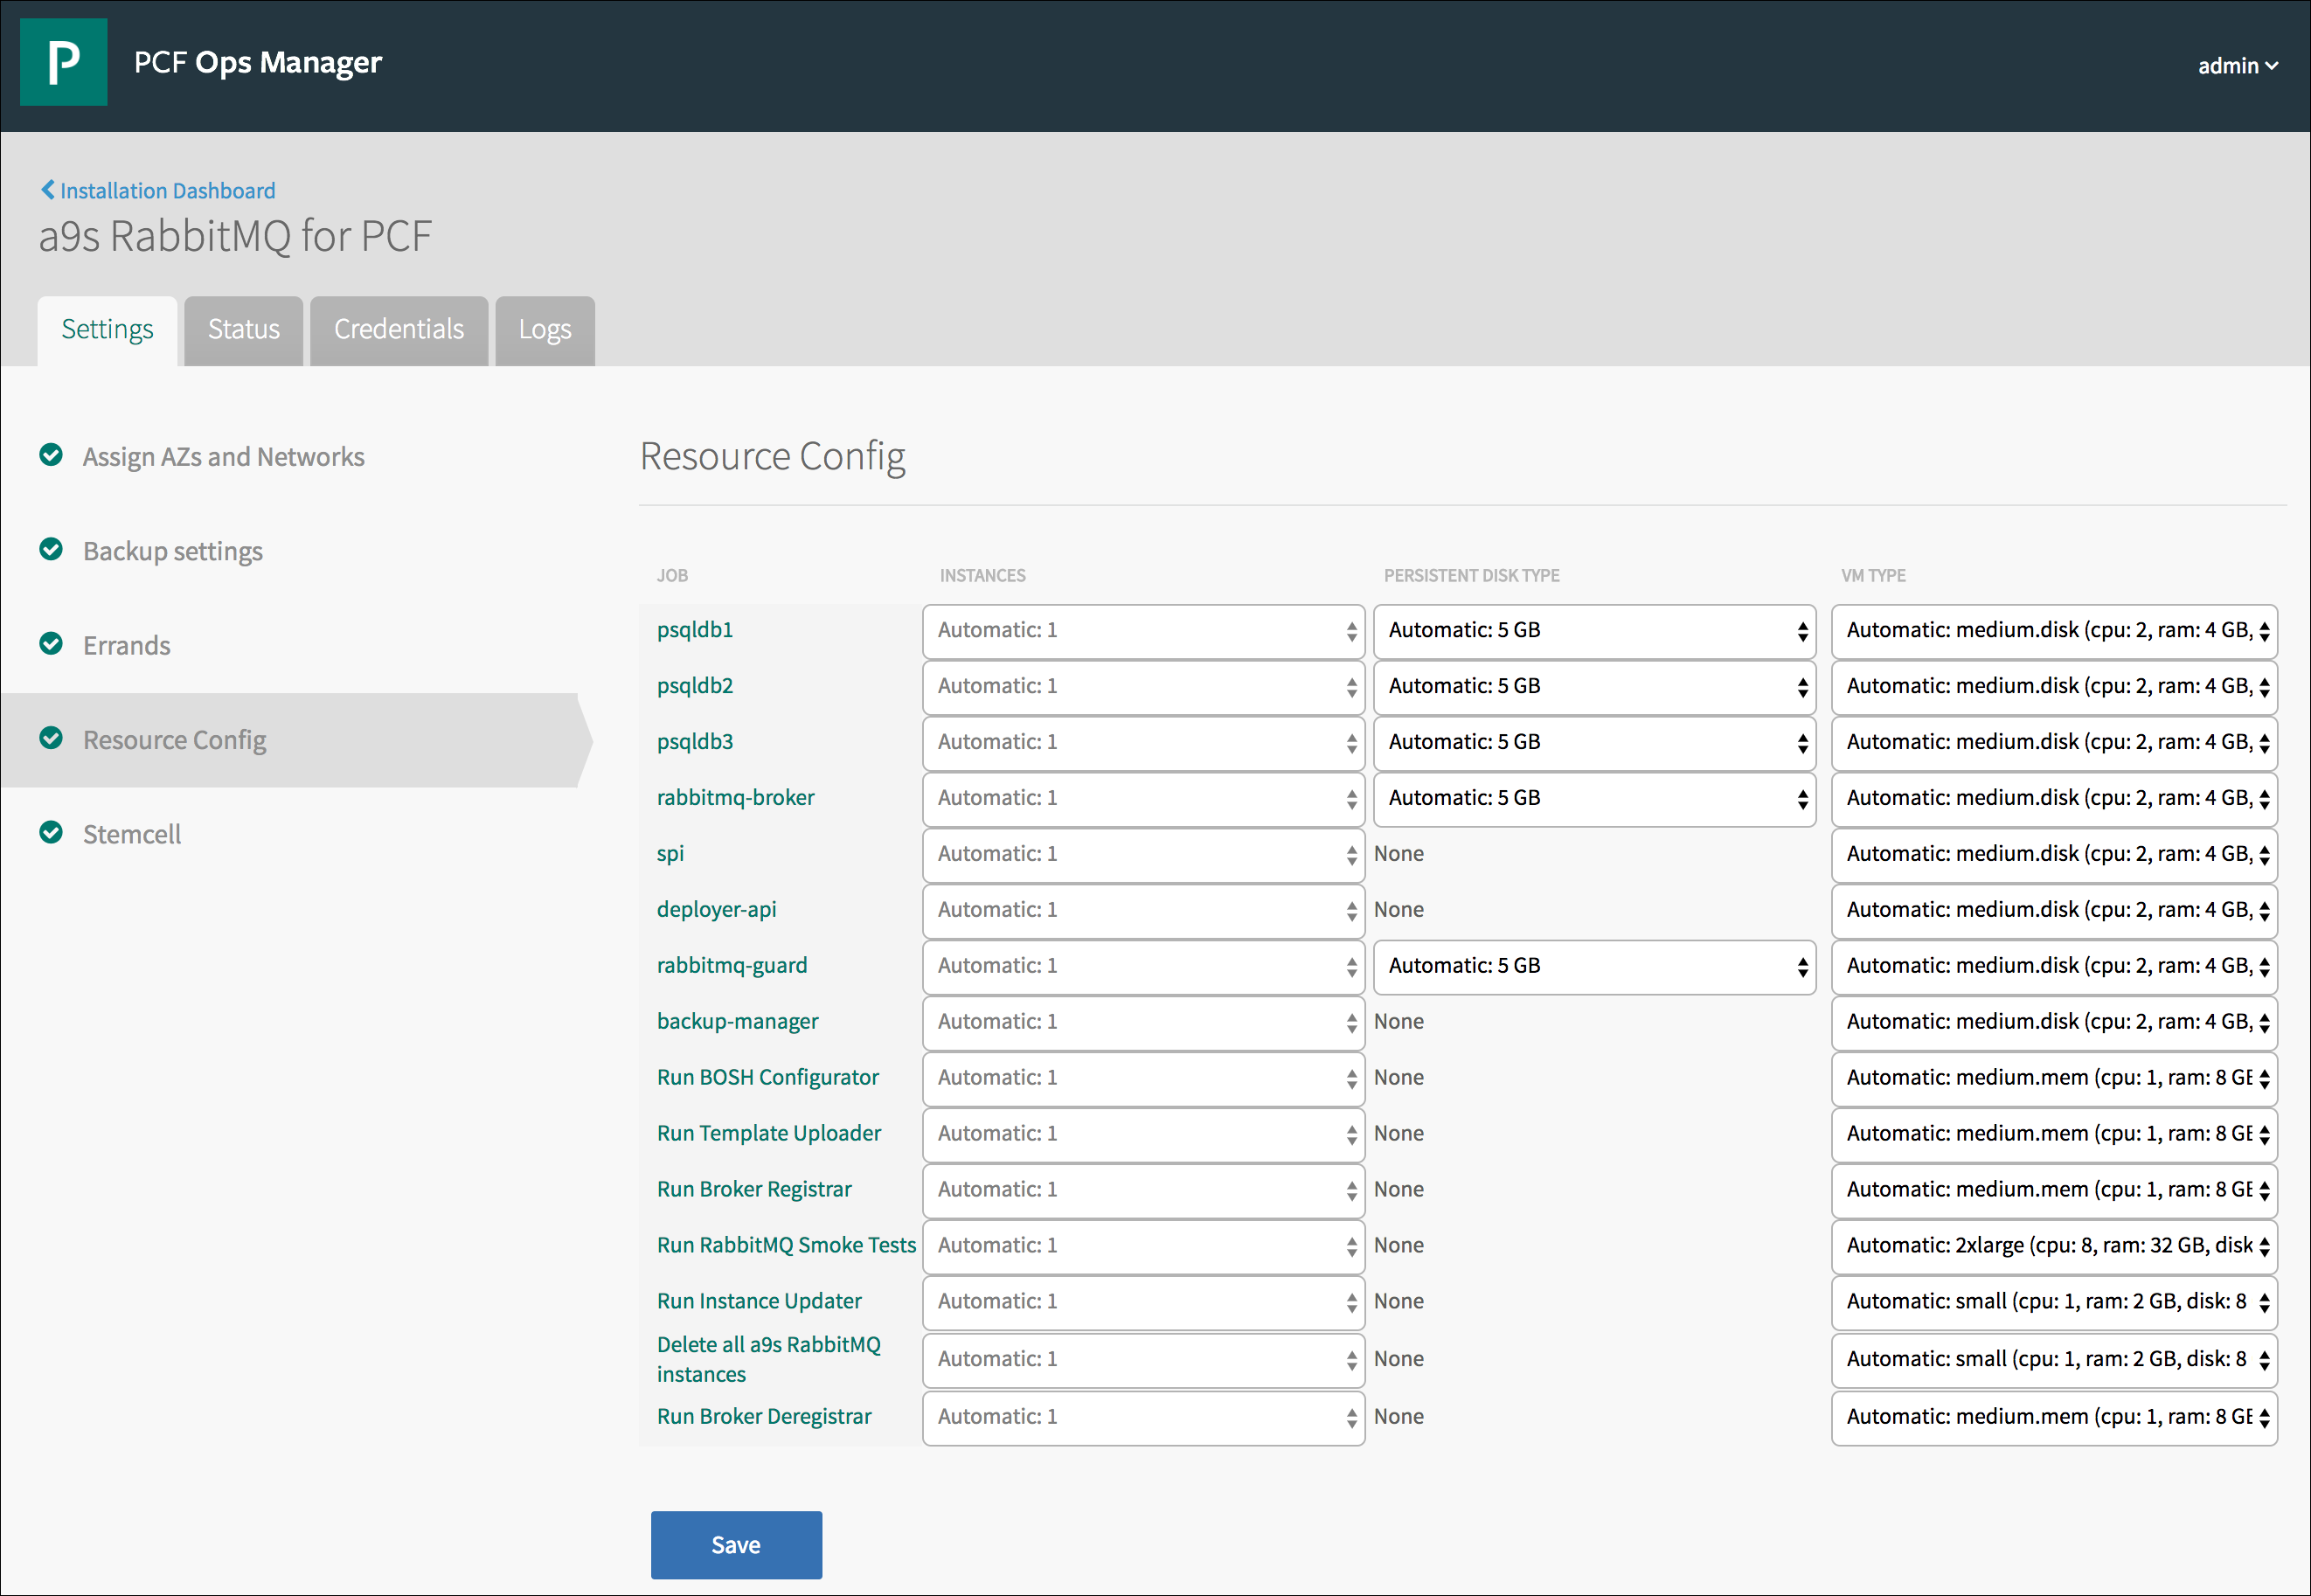 P
PCF Ops Manager
admin
Installation Dashboard
a9s RabbitMQ for PCF
Settings
Status
Credentials
Logs
Assign AZs and Networks
Backup settings
Errands
Resource Config
Stemcell
Resource Config
JOB INSTANCES PERSISTENT DISK TYPE VM TYPE
psqldb1 Automatic: 1 Automatic: 5 GB Automatic: medium.disk (cpu: 2, ram: 4 GB,
psqldb2 Automatic: 1 Automatic: 5 GB Automatic: medium.disk (cpu: 2, ram: 4 GB,
psqldb3 Automatic: 1 Automatic: 5 GB Automatic: medium.disk (cpu: 2, ram: 4 GB,
rabbitmq-broker Automatic: 1 Automatic: 5 GB Automatic: medium.disk (cpu: 2, ram: 4 GB,
spi Automatic: 1 None Automatic: medium.disk (cpu: 2, ram: 4 GB,
deployer-api Automatic: 1 None Automatic: medium.disk (cpu: 2, ram: 4 GB,
rabbitmq-guard Automatic: 1 Automatic: 5 GB Automatic: medium.disk (cpu: 2, ram: 4 GB,
backup-manager Automatic: 1 None Automatic: medium.disk (cpu: 2, ram: 4 GB,
Run BOSH Configurator Automatic: 1 None Automatic: medium.mem (cpu: 1, ram: 8 GB
Run Template Uploader Automatic: 1 None Automatic: medium.mem (cpu: 1, ram: 8 GB
Run Broker Registrar Automatic: 1 None Automatic: medium.mem (cpu: 1, ram: 8 GB
Run RabbitMQ Smoke Tests Automatic: 1 None Automatic: 2xlarge (cpu: 8, ram: 32 GB, disk
Run Instance Updater Automatic: 1 None Automatic: small (cpu: 1, ram: 2 GB, disk: 8
Delete all a9s RabbitMQ
instances Automatic: 1 None Automatic: small (cpu: 1, ram: 2 GB, disk: 8
Run Broker Deregistrar Automatic: 1 None Automatic: medium.mem (cpu: 1, ram: 8 GB
Save